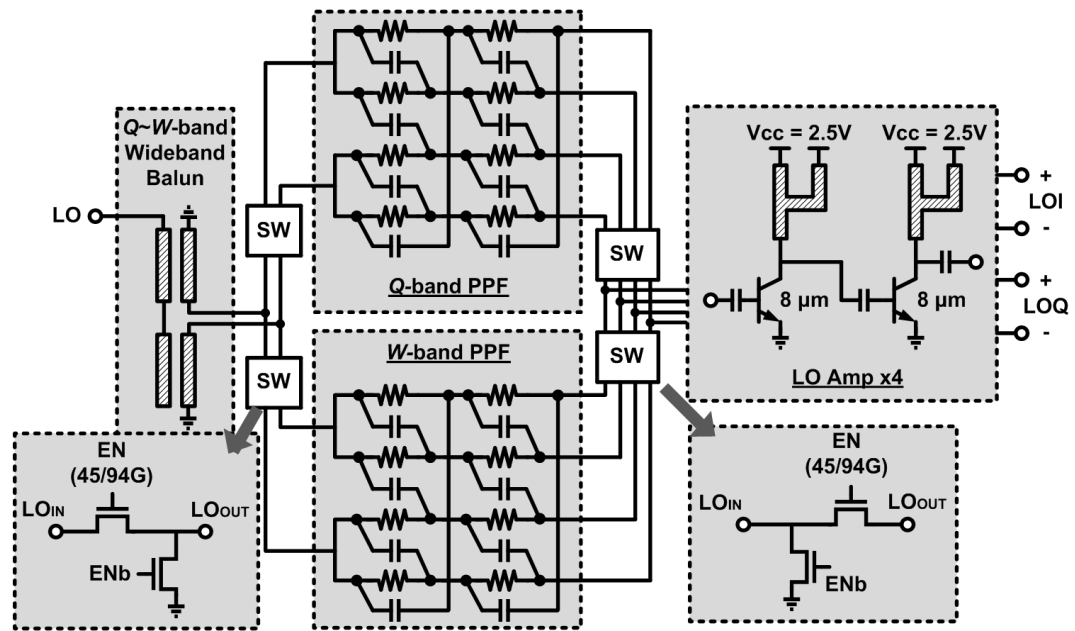 Q~W-band
Wideband
Balun
LO
SW
SW
Q-band PPF
W-band PPF
SW
SW
Vcc = 2.5V
Vcc = 2.5V
8 µm
8 µm
LO Amp x4
+
LOI
-
+
LOQ
-
EN
(45/94G)
LOIN
LOOUT
ENb
EN
(45/94G)
LOIN
LOOUT
ENb